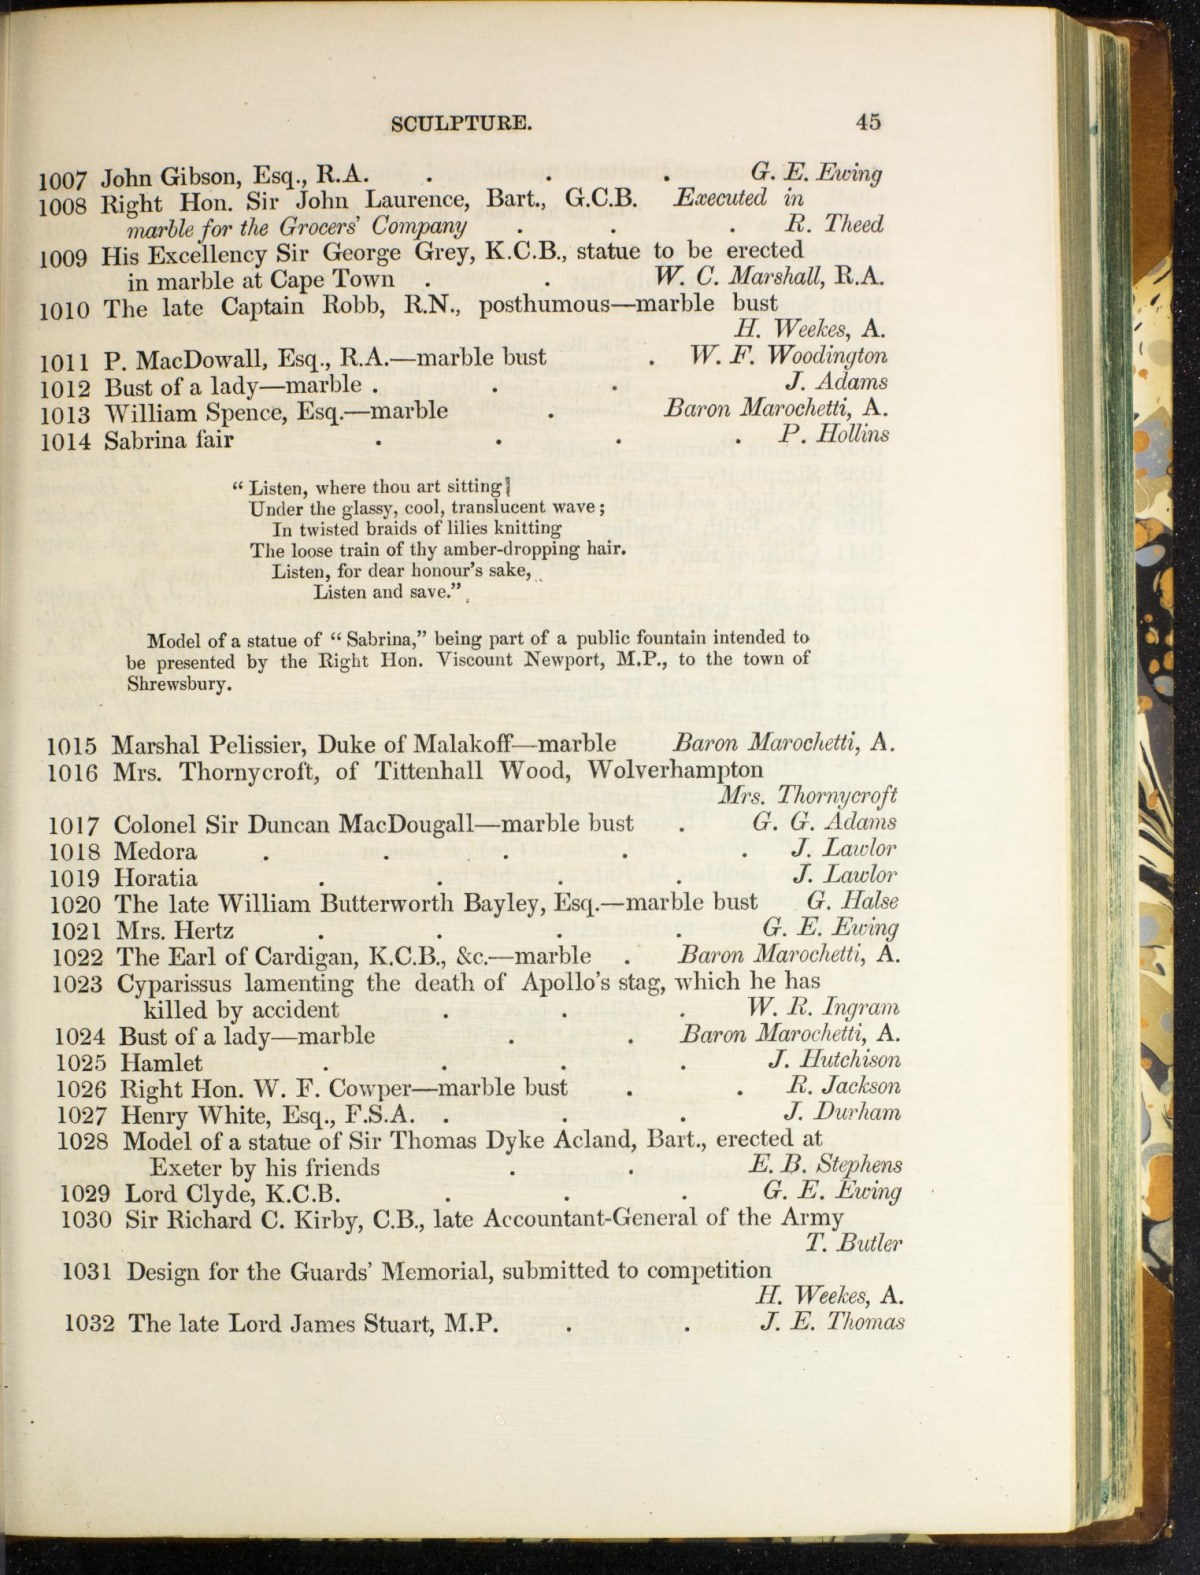 SCULPTURE. 45
1007 John Gibson, Esq., R.A. . . . G. E. Ewing
1008 Right Hon. Sir John Laurence, Bart., G.C.B. Executed in
marble for the Grocers' Company . . . R. Theed
1009 His Excellency Sir George Grey, K.C.B., statue to be erected
in marble at Cape Town . . W. C. Marshall, R.A.
1010 The late Captain Robb, R.N., posthumous—marble bust
H. Weekes, A.
1011 P. MacDowall, Esq., R.A.—marble bust . W. F. Woodington
1012 Bust of a lady—marble . . . J. Adams
1013 William Spence, Esq.—marble . Baron Marochetti, A.
1014 Sabrina fair . . . . P. Hollins
“ Listen, where thou art sitting
Under the glassy, cool, translucent wave ;
In twisted braids of lilies knitting
The loose train of thy amber-dropping hair.
Listen, for dear honour's sake,
Listen and save.”
Model of a statue of “ Sabrina,” being part of a public fountain intended to
be presented by the Right Hon. Viscount Newport, M.P., to the town of
Shrewsbury.
1015 Marshal Pelissier, Duke of Malakoff—marble Baron Marochetti, A.
1016 Mrs. Thornycroft, of Tittenhall Wood, Wolverhampton
Mrs. Thornycroft
1017 Colonel Sir Duncan MacDougall—marble bust . G. G. Adams
1018 Medora . . . . . J. Lawlor
1019 Horatia . . . . J. Lawlor
1020 The late William Butterworth Bayley, Esq.—marble bust G. Halse
1021 Mrs. Hertz . . . . G. E. Ewing
1022 The Earl of Cardigan, K.C.B., &c.—marble . Baron Marochetti, A.
1023 Cyparissus lamenting the death of Apollo's stag, which he has
killed by accident . . . W. R. Ingram
1024 Bust of a lady—marble . . Baron Marochetti, A.
1025 Hamlet . . . . J. Hutchison
1026 Right Hon. W. F. Cowper—marble bust . . R. Jackson
1027 Henry White, Esq., F.S.A. . . . J. Durham
1028 Model of a statue of Sir Thomas Dyke Acland, Bart., erected at
Exeter by his friends . . E. B. Stephens
1029 Lord Clyde, K.C.B. . . . G. E. Ewing
1030 Sir Richard C. Kirby, C.B., late Accountant-General of the Army
T. Butler
1031 Design for the Guards' Memorial, submitted to competition
H. Weekes, A.
1032 The late Lord James Stuart, M.P. . . J. E. Thomas